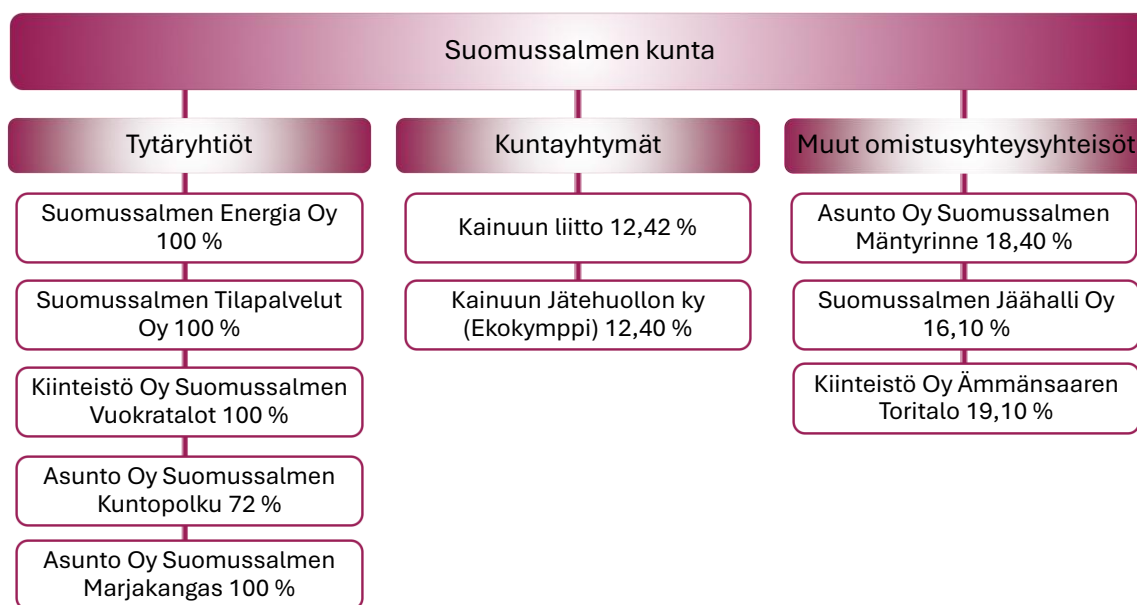 Suomussalmen kunta
Tytäryhtiöt
Suomussalmen Energia Oy
100 %
Suomussalmen Tilapalvelut
Oy 100 %
Kiinteistö Oy Suomussalmen
Vuokratalot 100 %
Asunto Oy Suomussalmen
Kuntopolku 72 %
Asunto Oy Suomussalmen
Marjakangas 100 %
Kuntayhtymät
Kainuun liitto 12,42 %
Kainuun Jätehuollon ky
(Ekokymppi) 12,40 %
Muut omistusyhteysyhteisöt
Asunto Oy Suomussalmen
Mäntyrinne 18,40 %
Suomussalmen Jäähalli Oy
16,10 %
Kiinteistö Oy Ämmänsaaren
Toritalo 19,10 %